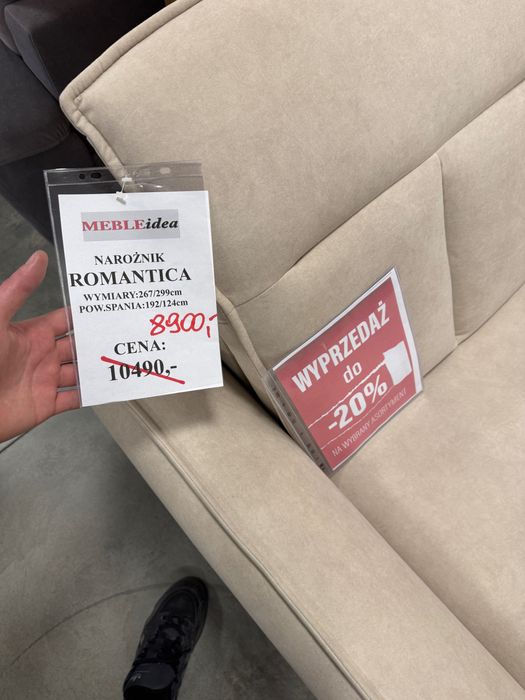 MEBLEidea
NAROŻNIK
ROMANTICA
WYMIARY:267/299cm
POW.SPANIA:192/124cm
8900,-
CENA:
10490,-
WYPRZEDAŻ
do
-20%
NA WYBRANY ASORTYMENT